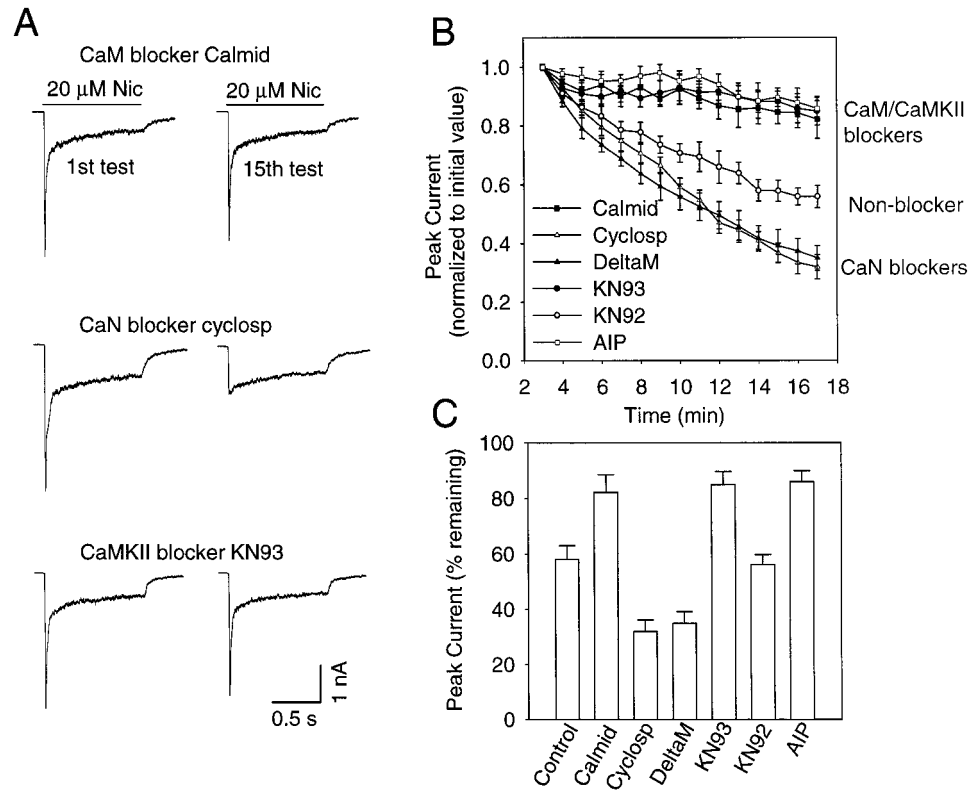 A
CaM blocker Calmid
20 μM Nic
20 μM Nic
1st test
15th test
CaN blocker cyclosp
CaMKII blocker KN93
1 nA
0.5 s
B
Peak Current
(normalized to initial value)
1.0
0.8
0.6
0.4
0.2
0.0
Calmid
Cyclosp
DeltaM
KN93
KN92
AIP
CaM/CaMKII
blockers
Non-blocker
CaN blockers
2 4 6 8 10 12 14 16 18
Time (min)
C
Peak Current (% remaining)
100
80
60
40
20
0
Control
Calmid
Cyclosp
DeltaM
KN93
KN92
AIP